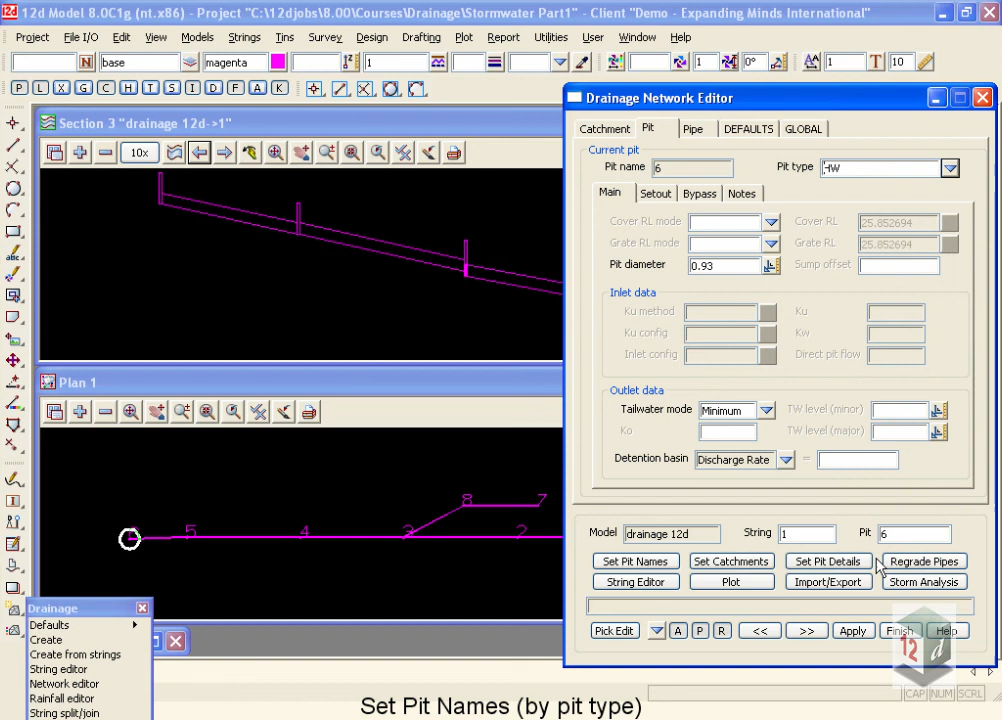 12d Model 8.0C1g (nt.x86) - Project "C:\12djobs\8.00\Courses\Drainage\Stormwater Part1" - Client "Demo - Expanding Minds International"
Project File I/O Edit View Models Strings Tins Survey Design Drafting Plot Report Utilities User Window Help
N base magenta 1 1 0° 1 T 10
P L X G C H T S I D F A K
Section 3 "drainage 12d->1"
10x
Plan 1
8 7
6 5 4 3 2
Drainage Network Editor
Catchment Pit Pipe DEFAULTS GLOBAL
Current pit
Pit name 6 Pit type HW
Main Setout Bypass Notes
Cover RL mode Cover RL 25.852694
Grate RL mode Grate RL 25.852694
Pit diameter 0.93 Sump offset
Inlet data
Ku method Ku
Ku config Kw
Inlet config Direct pit flow
Outlet data
Tailwater mode Minimum TW level (minor)
Ko TW level (major)
Detention basin Discharge Rate =
Model drainage 12d String 1 Pit 6
Set Pit Names Set Catchments Set Pit Details Regrade Pipes
String Editor Plot Import/Export Storm Analysis
Pick Edit A P R << >> Apply Finish Help
12d
Drainage
Defaults
Create
Create from strings
String editor
Network editor
Rainfall editor
String split/join
CAP NUM SCRL
Set Pit Names (by pit type)